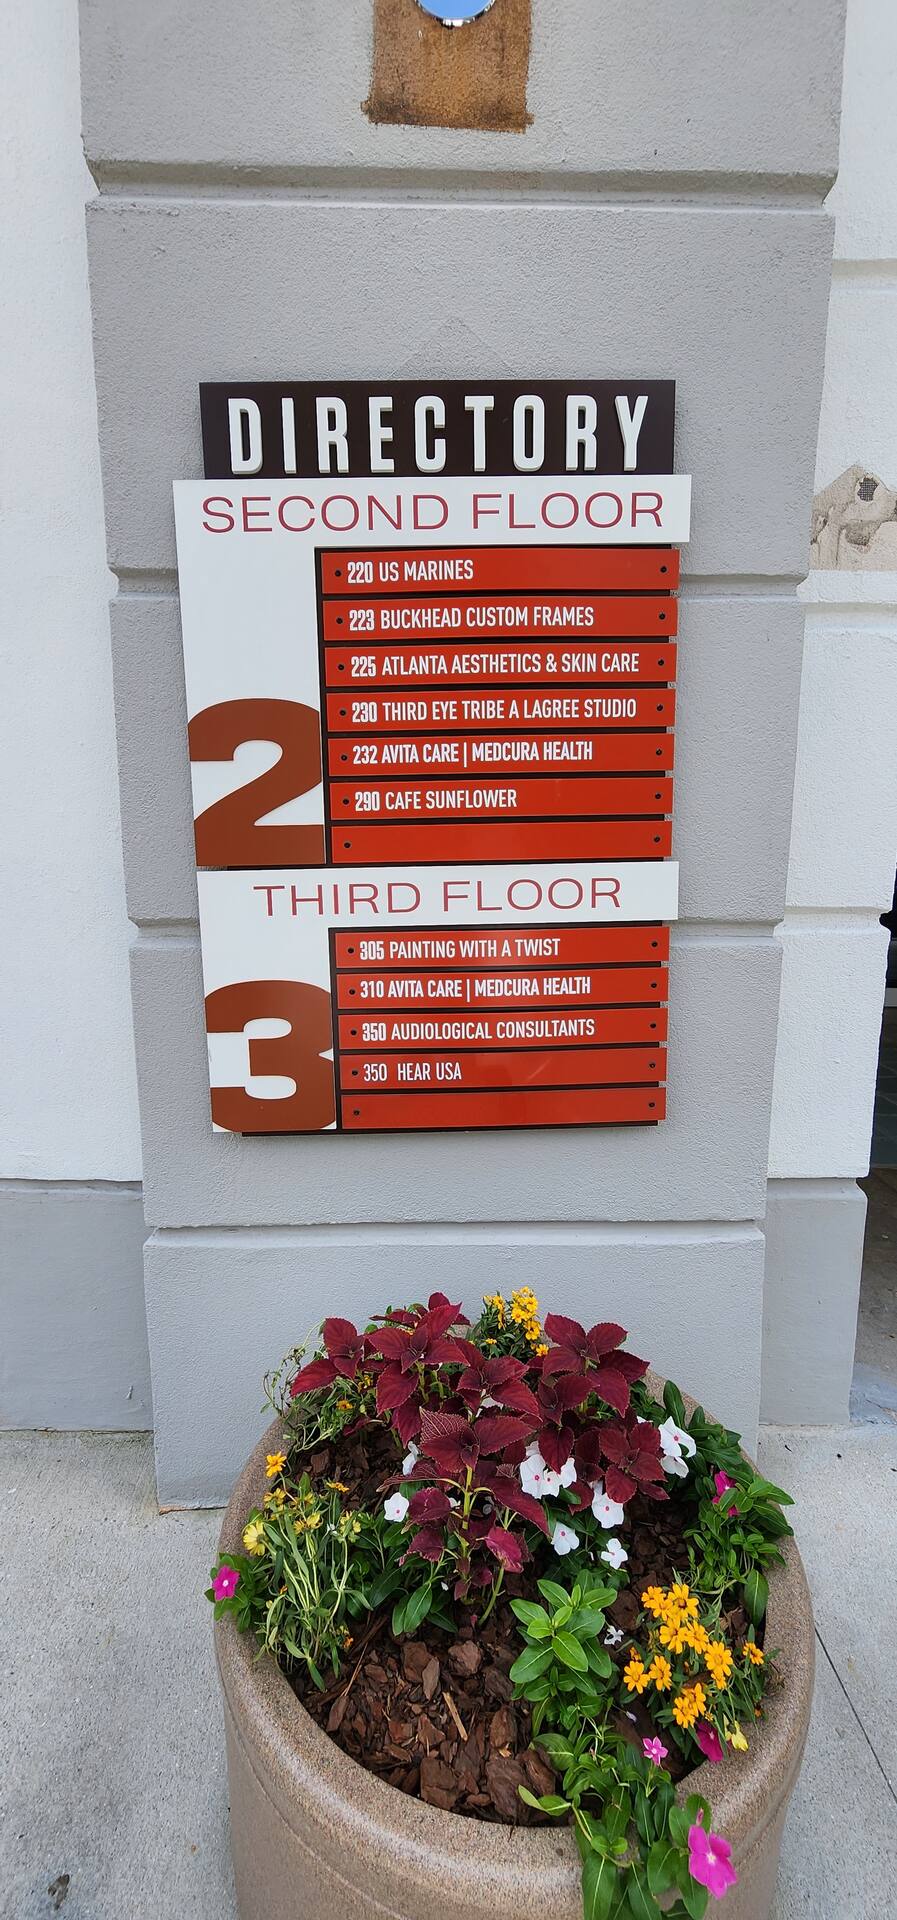 DIRECTORY
SECOND FLOOR
2
220 US MARINES
223 BUCKHEAD CUSTOM FRAMES
225 ATLANTA AESTHETICS & SKIN CARE
230 THIRD EYE TRIBE A LAGREE STUDIO
232 AVITA CARE | MEDCURA HEALTH
290 CAFE SUNFLOWER
THIRD FLOOR
3
305 PAINTING WITH A TWIST
310 AVITA CARE | MEDCURA HEALTH
350 AUDIOLOGICAL CONSULTANTS
350 HEAR USA